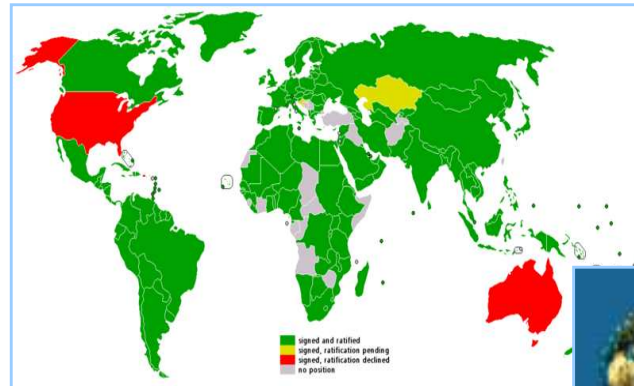 signed and ratified
signed, ratification pending
signed, ratification declined
no position